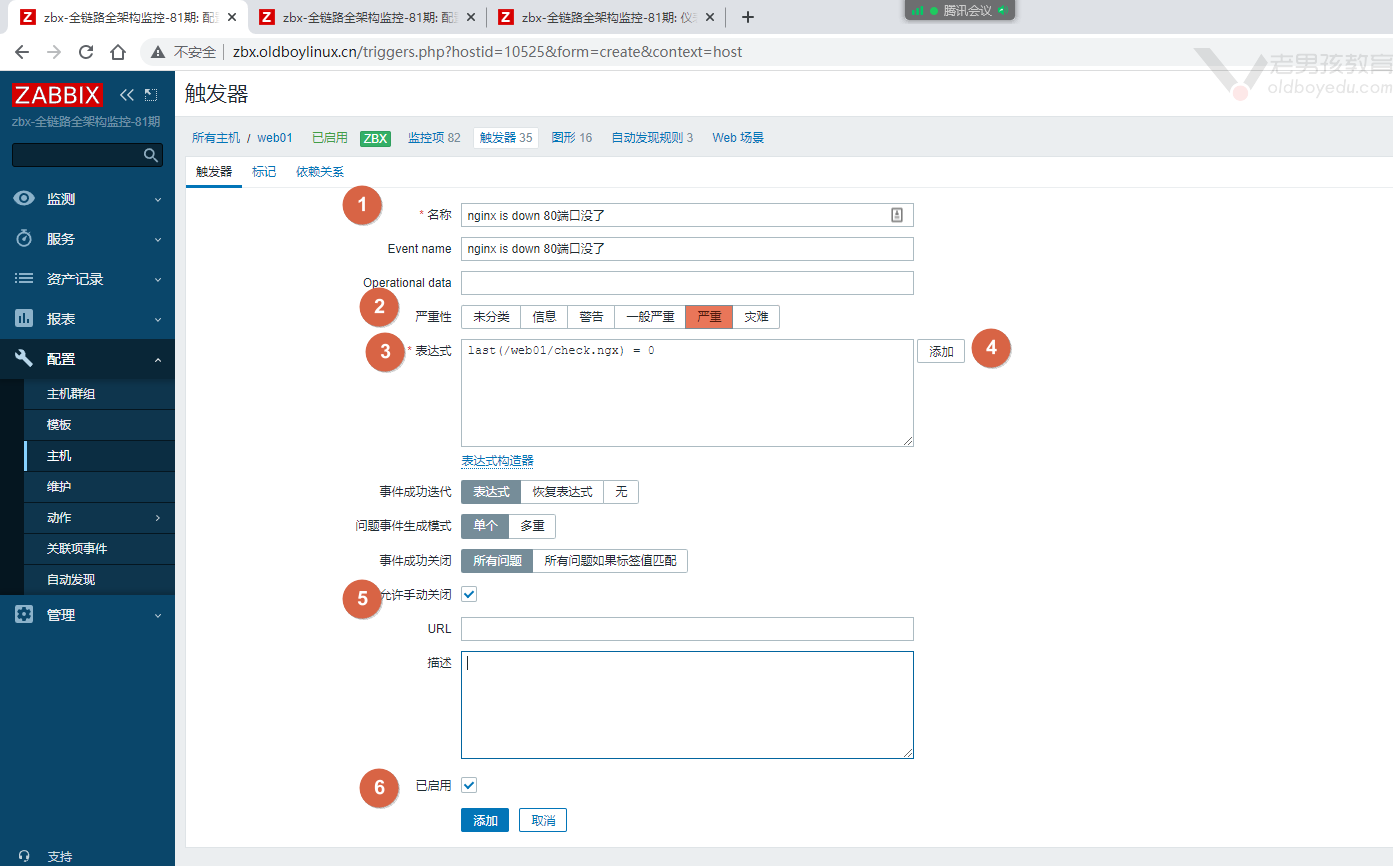 zbx-全链路全架构监控-81期: 配
zbx-全链路全架构监控-81期: 配
zbx-全链路全架构监控-81期: 仪
腾讯会议
不安全 zbx.oldboylinux.cn/triggers.php?hostid=10525&form=create&context=host
老男孩教育
oldboyedu.com
ZABBIX
zbx-全链路全架构监控-81期
监测
服务
资产记录
报表
配置
主机群组
模板
主机
维护
动作
关联项事件
自动发现
管理
支持
触发器
所有主机 / web01 已启用 ZBX 监控项 82 触发器 35 图形 16 自动发现规则 3 Web 场景
触发器 标记 依赖关系
1 * 名称 nginx is down 80端口没了
Event name nginx is down 80端口没了
Operational data
2 严重性 未分类 信息 警告 一般严重 严重 灾难
3 * 表达式 last(/web01/check.ngx) = 0 添加 4
表达式构造器
事件成功迭代 表达式 恢复表达式 无
问题事件生成模式 单个 多重
事件成功关闭 所有问题 所有问题如果标签值匹配
5 允许手动关闭
URL
描述
6 已启用
添加 取消